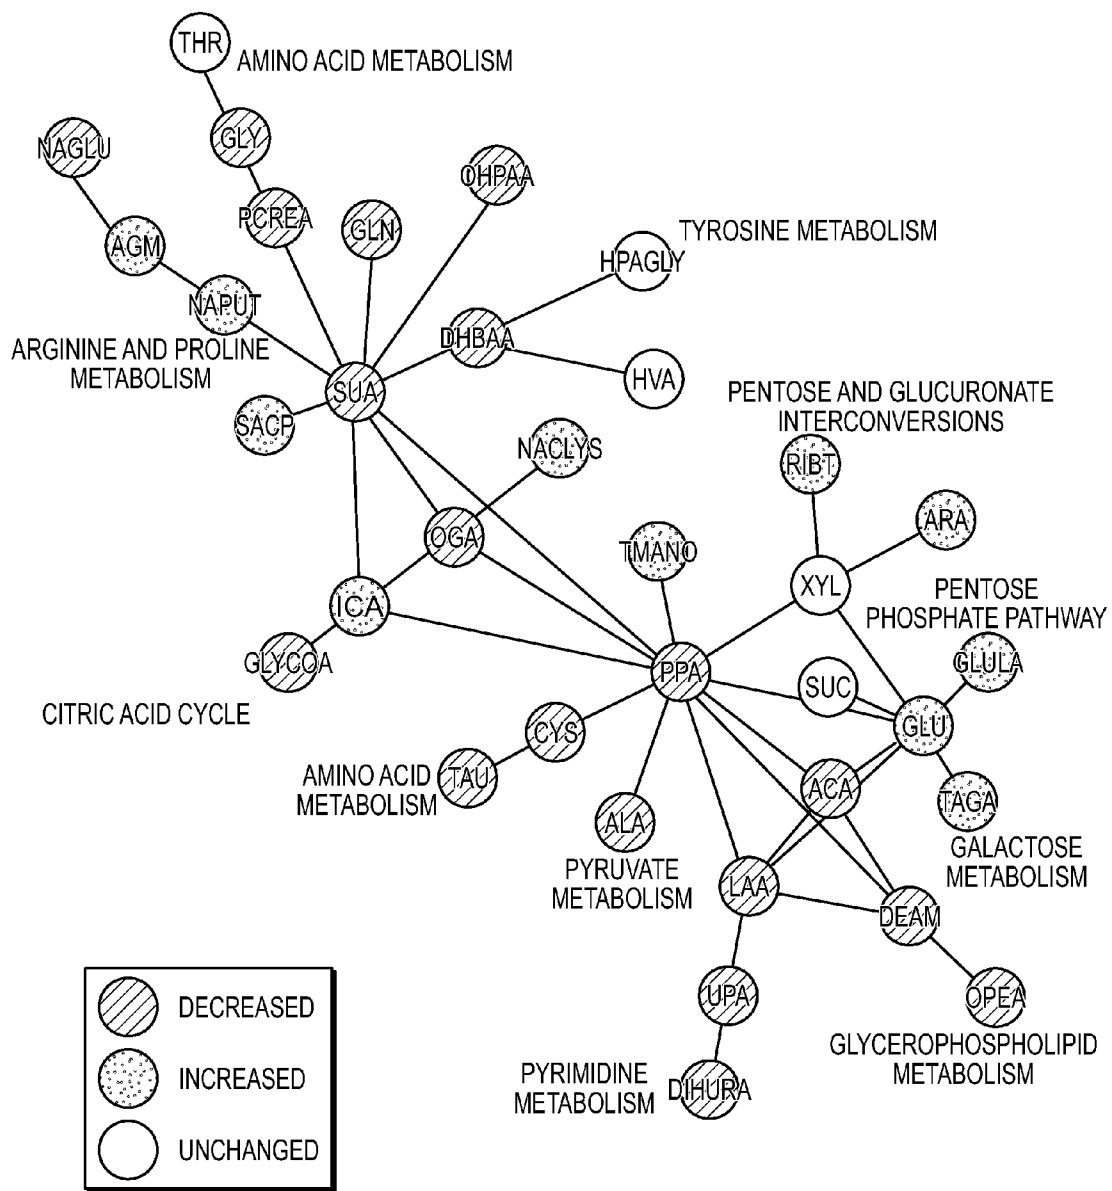 THR
AMINO ACID METABOLISM
GLY
NAGLU
OHPAA
PCREA
GLN
TYROSINE METABOLISM
AGM
HPAGLY
NAPUT
DHBAA
ARGININE AND PROLINE
METABOLISM
HVA
SUA
PENTOSE AND GLUCURONATE
INTERCONVERSIONS
SACP
NACLYS
RIBT
ARA
OGA
TMANO
XYL
PENTOSE
PHOSPHATE PATHWAY
ICA
GLYCOA
GLULA
PPA
SUC
CITRIC ACID CYCLE
GLU
CYS
AMINO ACID
METABOLISM
TAU
ACA
TAGA
ALA
GALACTOSE
METABOLISM
PYRUVATE
METABOLISM
LAA
DEAM
UPA
OPEA
DECREASED
INCREASED
UNCHANGED
GLYCEROPHOSPHOLIPID
METABOLISM
PYRIMIDINE
METABOLISM
DIHURA